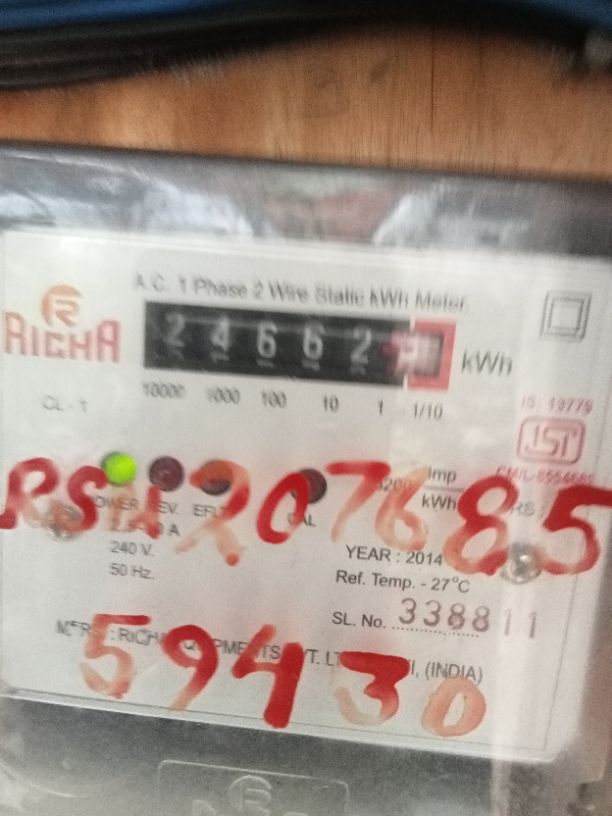 A.C. 1 Phase 2 Wire Static kWh Meter.
RICHA
2 4 6 6 2
kWh
10000 1000 100 10 1 1/10
CL - 1
IS. 13779
ISI
Imp
kWh
POWER REV. EFL CAL
240 V.
50 Hz.
YEAR : 2014
Ref. Temp. - 27°C
SL. No. 338811
(INDIA)
59430